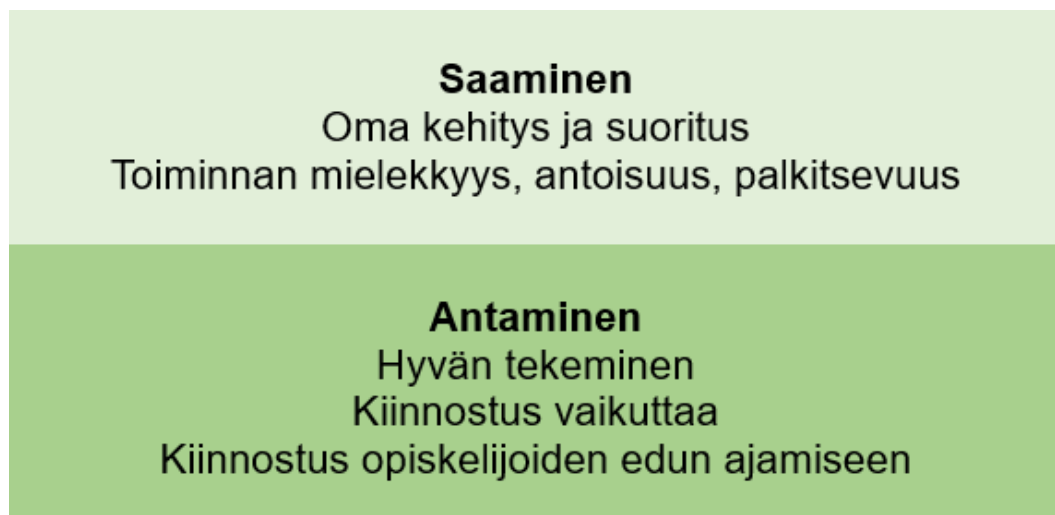 Saaminen
Oma kehitys ja suoritus
Toiminnan mielekkyys, antoisuus, palkitsevuus
Antaminen
Hyvän tekeminen
Kiinnostus vaikuttaa
Kiinnostus opiskelijoiden edun ajamiseen